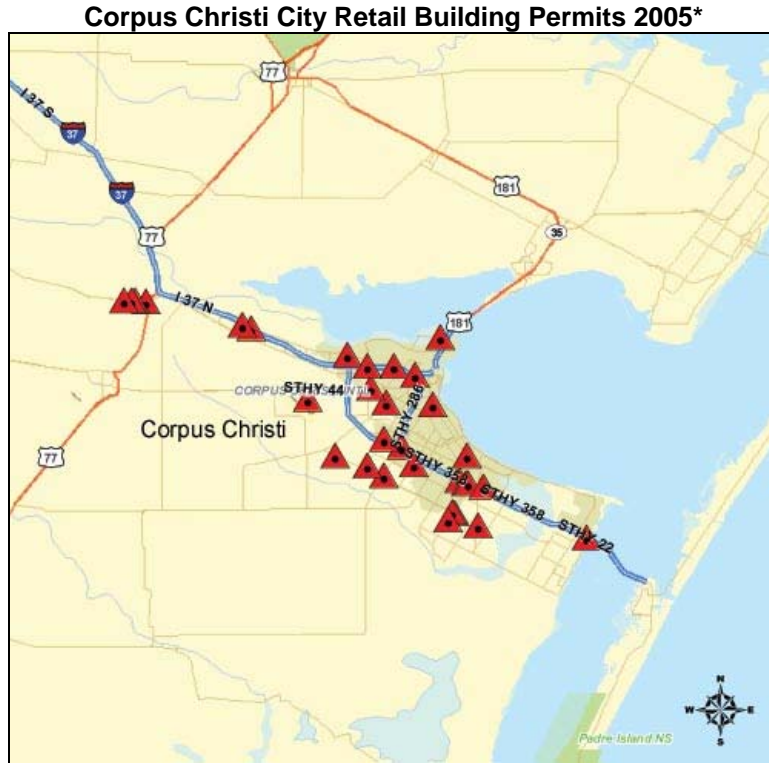 Corpus Christi City Retail Building Permits 2005*
77
I 37 S
37
181
37
77
35
I 37 N
181
STHY 44
STHY 286
Corpus Christi
77
STHY 358
STHY 358
STHY 22
N
W E
S
Padre Island NS